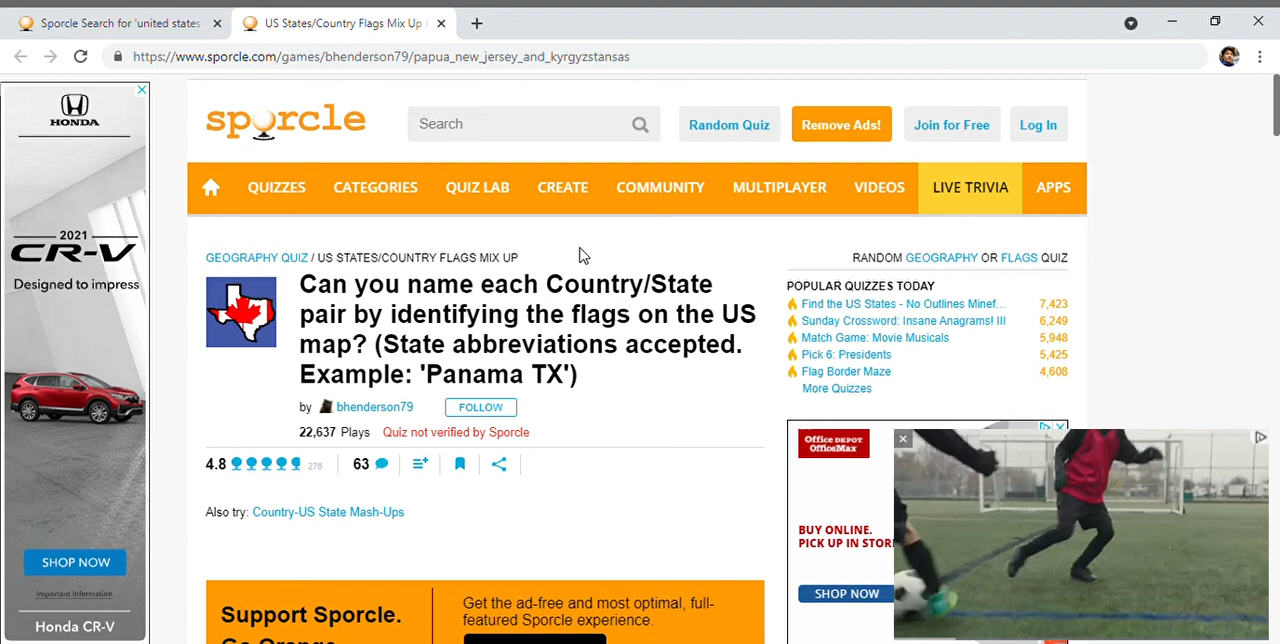 Sporcle Search for 'united states
US States/Country Flags Mix Up
https://www.sporcle.com/games/bhenderson79/papua_new_jersey_and_kyrgyzstansas
HONDA
2021
CR-V
Designed to impress
SHOP NOW
Important Information
Honda CR-V
sporcle
Search
Random Quiz
Remove Ads!
Join for Free
Log In
QUIZZES CATEGORIES QUIZ LAB CREATE COMMUNITY MULTIPLAYER VIDEOS LIVE TRIVIA APPS
GEOGRAPHY QUIZ / US STATES/COUNTRY FLAGS MIX UP
Can you name each Country/State
pair by identifying the flags on the US
map? (State abbreviations accepted.
Example: 'Panama TX')
by bhenderson79 FOLLOW
22,637 Plays Quiz not verified by Sporcle
4.8 278 63
Also try: Country-US State Mash-Ups
Support Sporcle.
Go Orange.
Get the ad-free and most optimal, full-
featured Sporcle experience.
RANDOM GEOGRAPHY OR FLAGS QUIZ
POPULAR QUIZZES TODAY
Find the US States - No Outlines Minef... 7,423
Sunday Crossword: Insane Anagrams! III 6,249
Match Game: Movie Musicals 5,948
Pick 6: Presidents 5,425
Flag Border Maze 4,608
More Quizzes
Office DEPOT
OfficeMax
BUY ONLINE.
PICK UP IN STOR
SHOP NOW